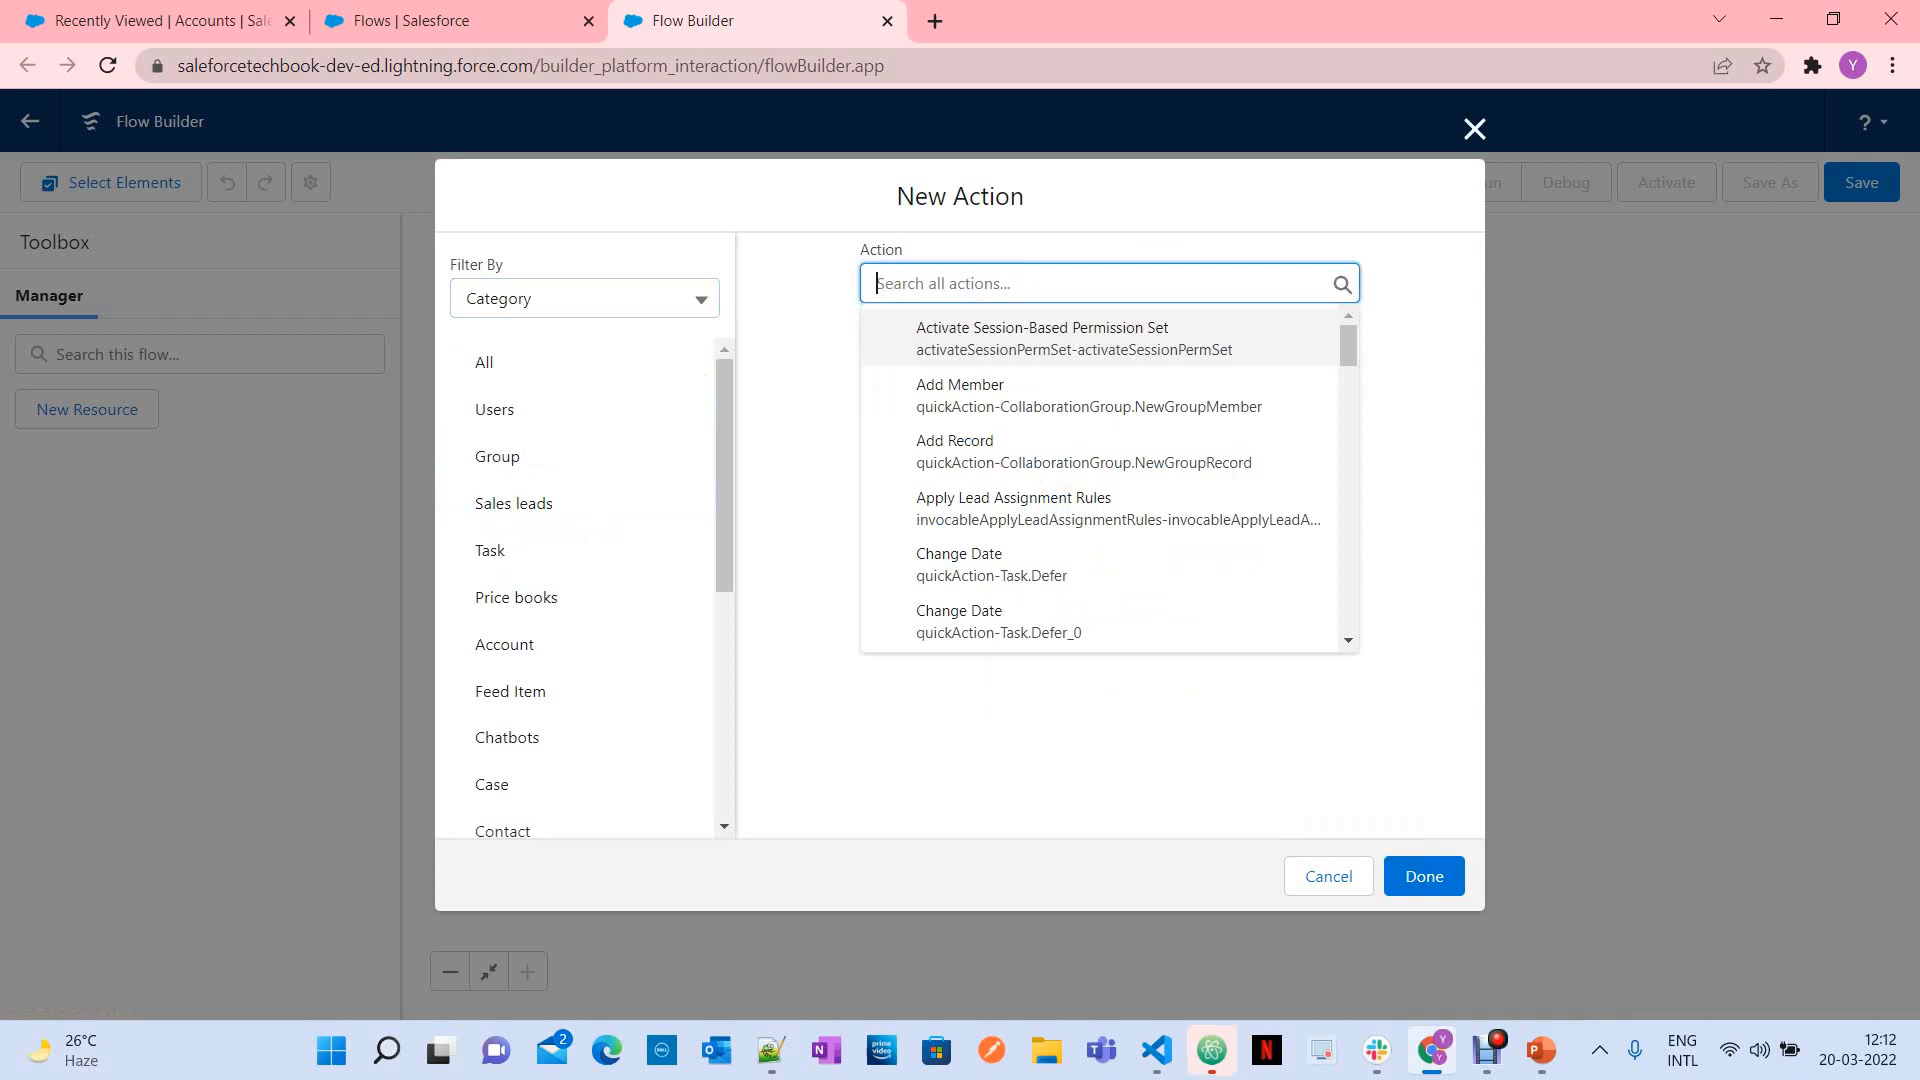 Recently Viewed | Accounts | Sale
Flows | Salesforce
Flow Builder
saleforcetechbook-dev-ed.lightning.force.com/builder_platform_interaction/flowBuilder.app
Y
Flow Builder
?
Select Elements
Debug
Activate
Save As
Save
New Action
Toolbox
Manager
Search this flow...
New Resource
Filter By
Category
All
Users
Group
Sales leads
Task
Price books
Account
Feed Item
Chatbots
Case
Contact
Action
Search all actions...
Activate Session-Based Permission Set
activateSessionPermSet-activateSessionPermSet
Add Member
quickAction-CollaborationGroup.NewGroupMember
Add Record
quickAction-CollaborationGroup.NewGroupRecord
Apply Lead Assignment Rules
invocableApplyLeadAssignmentRules-invocableApplyLeadA...
Change Date
quickAction-Task.Defer
Change Date
quickAction-Task.Defer_0
Cancel
Done
26°C
Haze
2
DELL
prime
video
N
ENG
INTL
12:12
20-03-2022